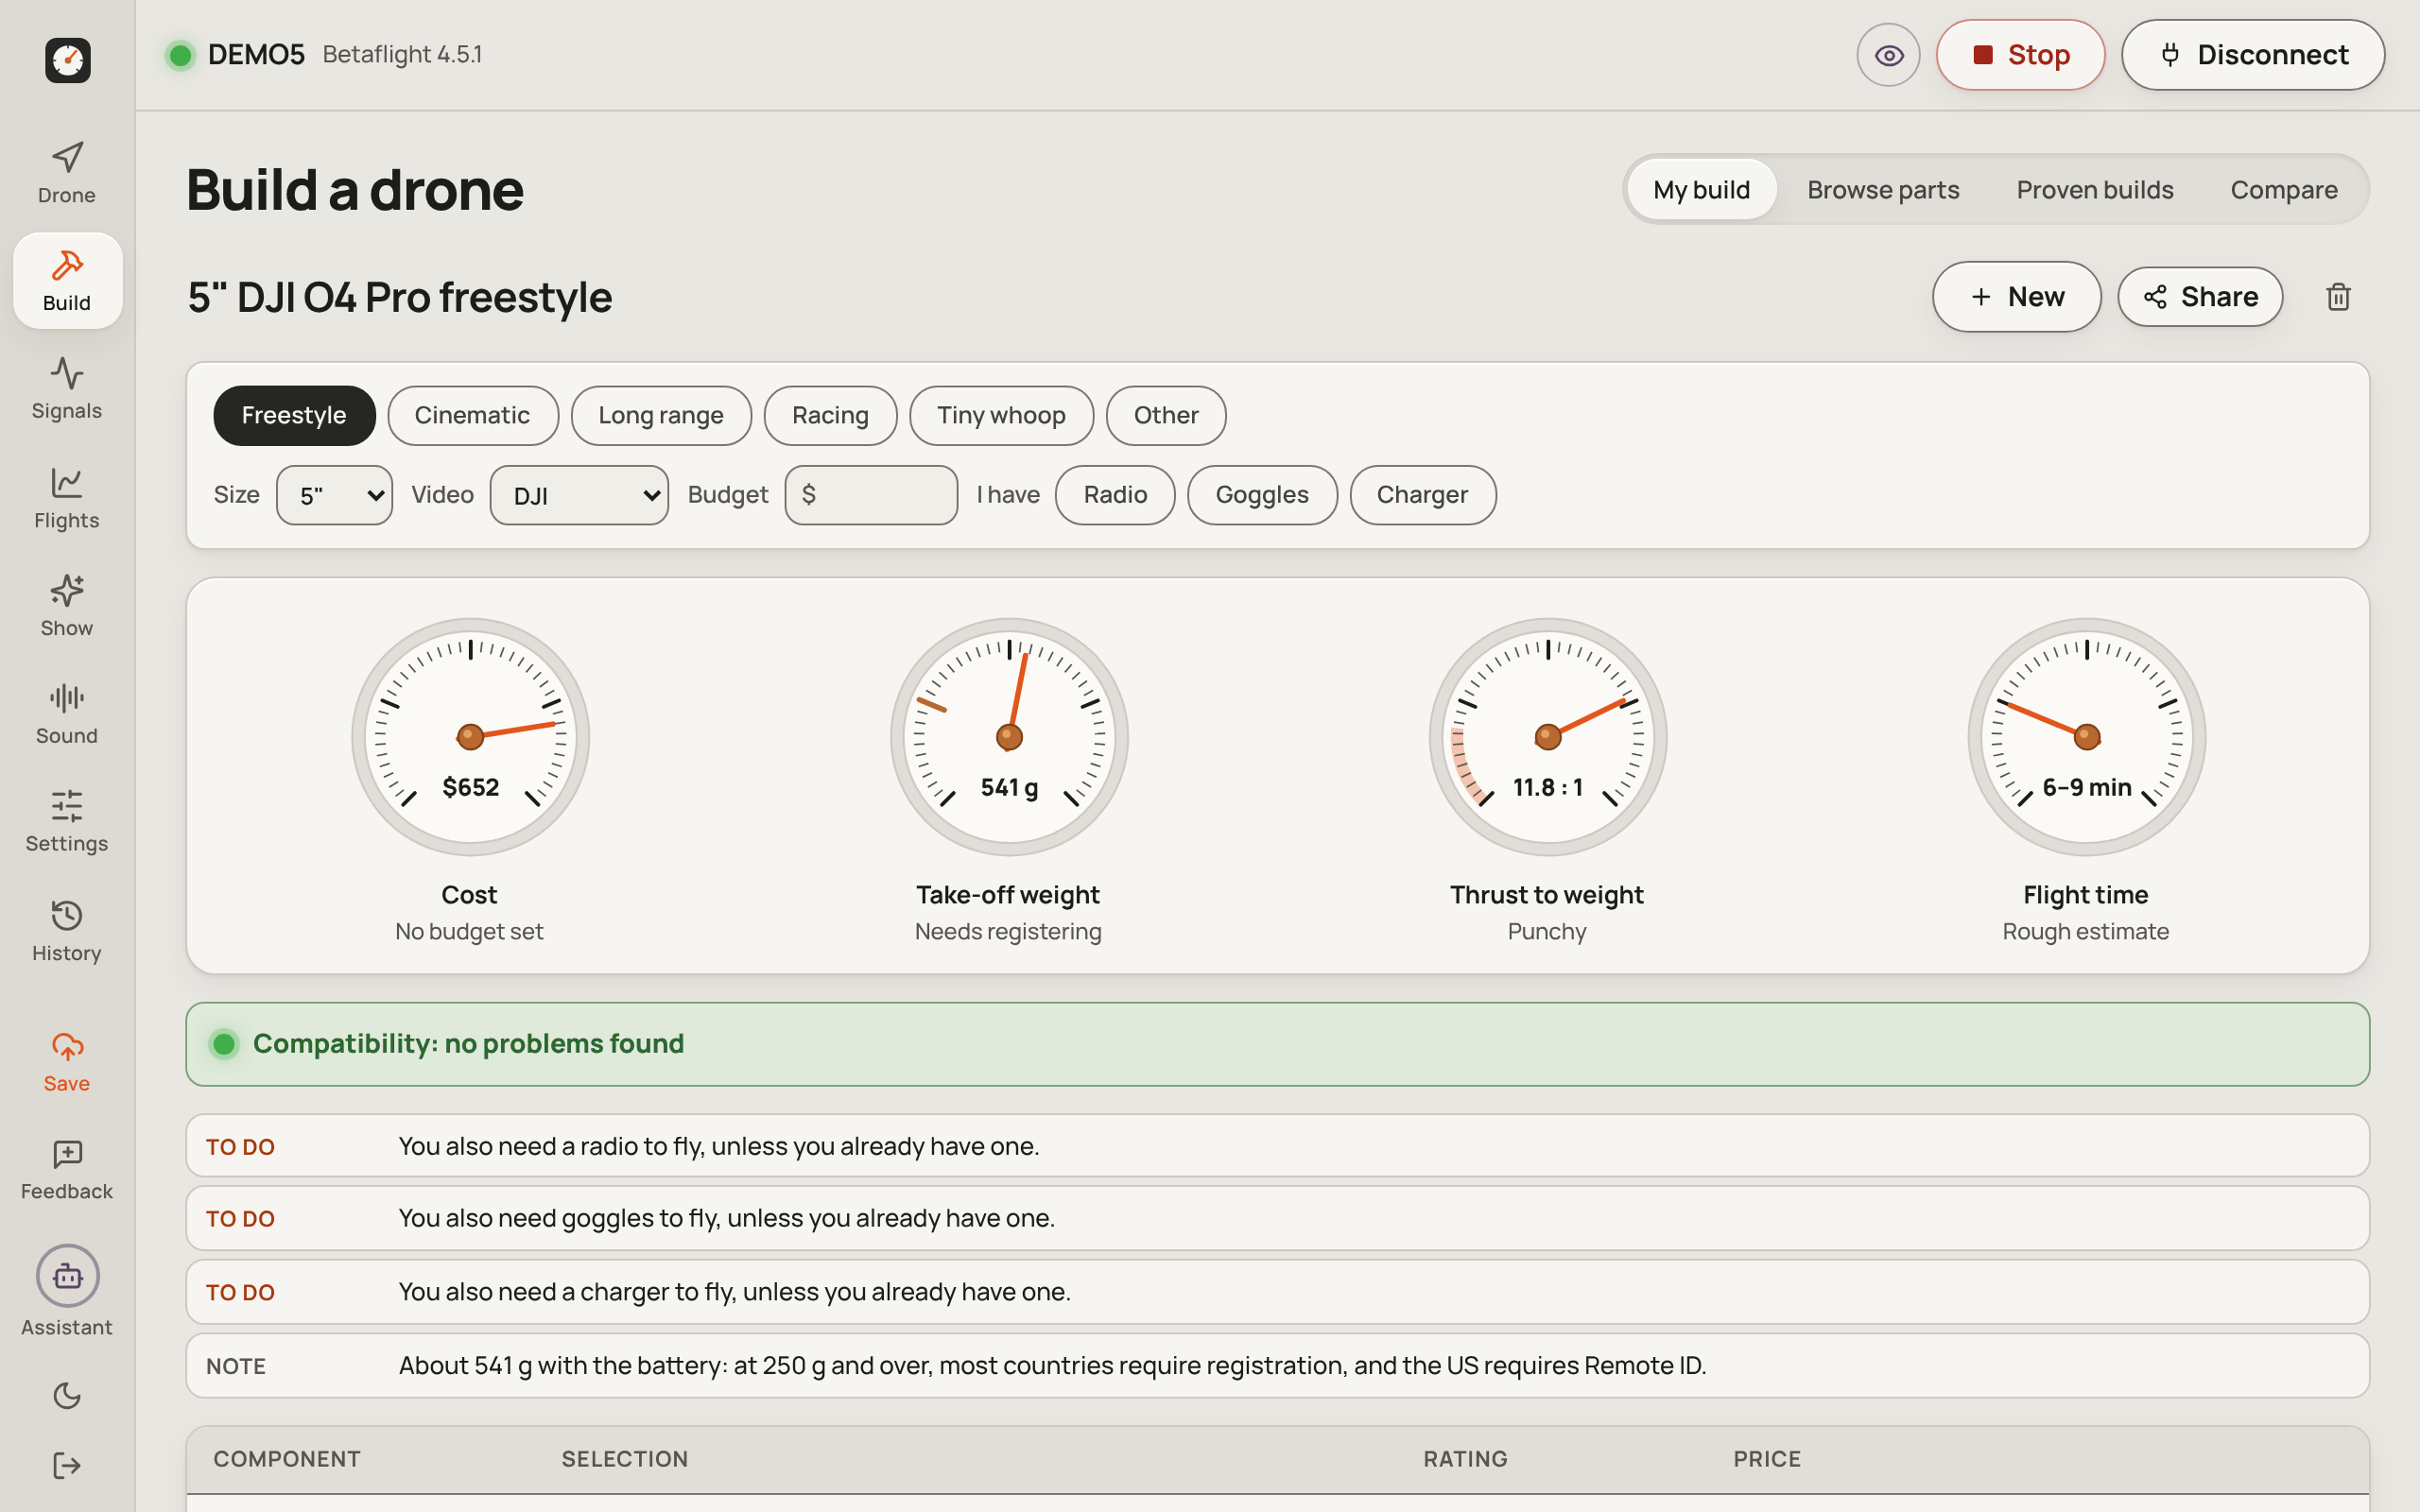 DEMO5 Betaflight 4.5.1
Stop
Disconnect
Drone
Build
Signals
Flights
Show
Sound
Settings
History
Save
Feedback
Assistant
Build a drone
My build
Browse parts
Proven builds
Compare
5" DJI O4 Pro freestyle
New
Share
Freestyle
Cinematic
Long range
Racing
Tiny whoop
Other
Size 5" Video DJI Budget $ I have Radio Goggles Charger
$652
541 g
11.8 : 1
6–9 min
Cost
Take-off weight
Thrust to weight
Flight time
No budget set
Needs registering
Punchy
Rough estimate
Compatibility: no problems found
TO DO You also need a radio to fly, unless you already have one.
TO DO You also need goggles to fly, unless you already have one.
TO DO You also need a charger to fly, unless you already have one.
NOTE About 541 g with the battery: at 250 g and over, most countries require registration, and the US requires Remote ID.
COMPONENT SELECTION RATING PRICE